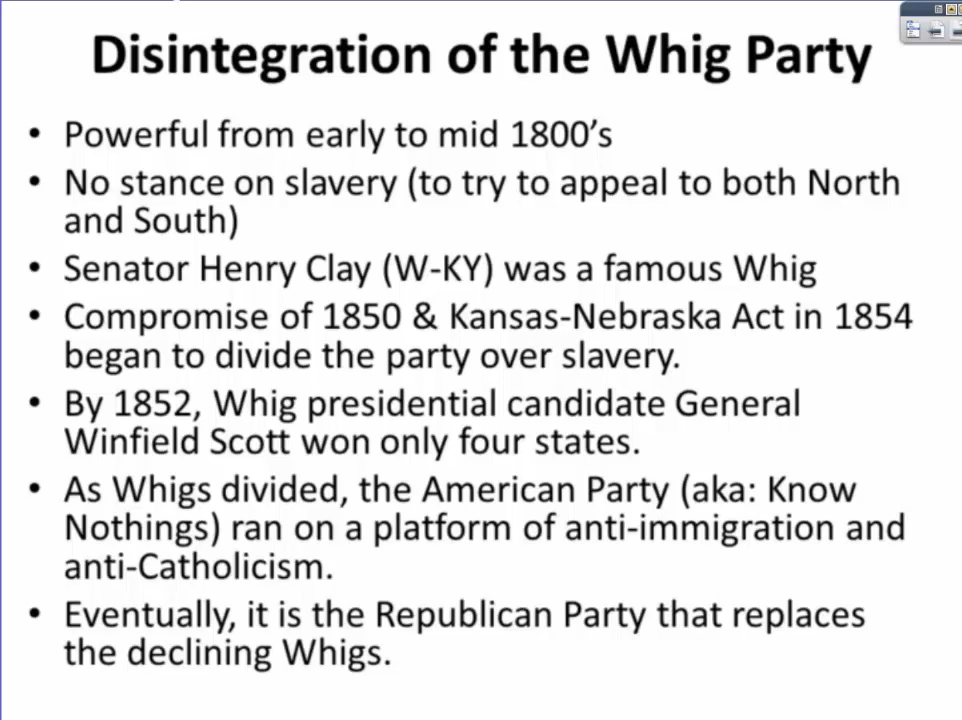 Disintegration of the Whig Party
• Powerful from early to mid 1800’s
• No stance on slavery (to try to appeal to both North
and South)
• Senator Henry Clay (W-KY) was a famous Whig
• Compromise of 1850 & Kansas-Nebraska Act in 1854
began to divide the party over slavery.
• By 1852, Whig presidential candidate General
Winfield Scott won only four states.
• As Whigs divided, the American Party (aka: Know
Nothings) ran on a platform of anti-immigration and
anti-Catholicism.
• Eventually, it is the Republican Party that replaces
the declining Whigs.